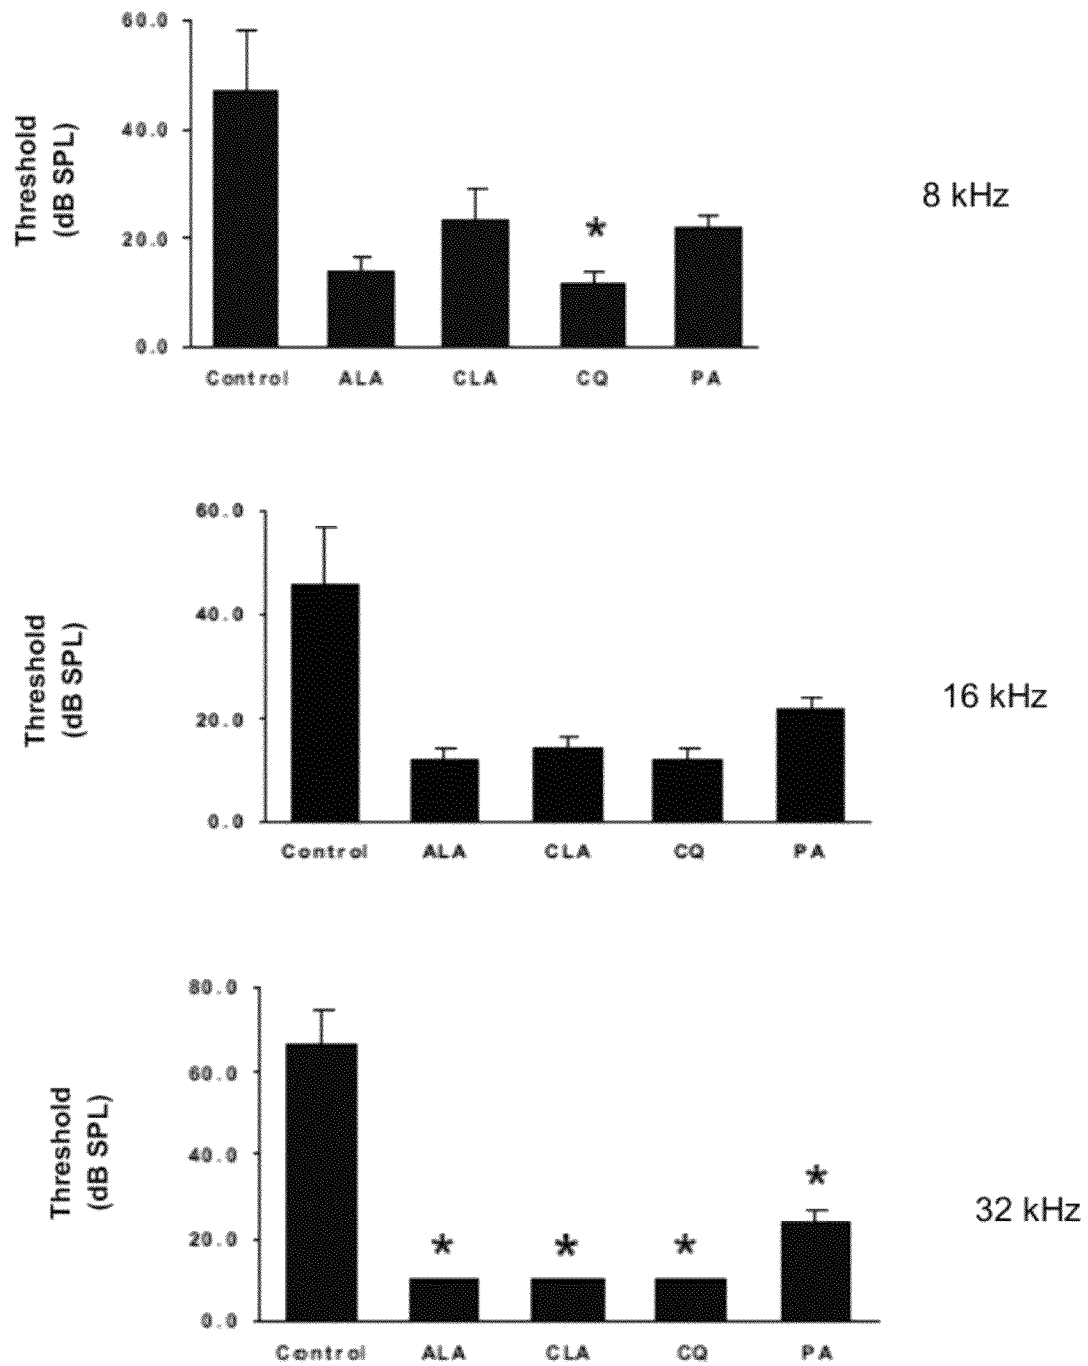 Threshold
(dB SPL)
60.0
40.0
20.0
0.0
*
Control ALA CLA CQ PA
8 kHz
Threshold
(dB SPL)
60.0
40.0
20.0
0.0
Control ALA CLA CQ PA
16 kHz
Threshold
(dB SPL)
80.0
60.0
40.0
20.0
0.0
* * * *
Control ALA CLA CQ PA
32 kHz